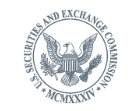 U.S. SECURITIES AND EXCHANGE COMMISSION
MCMXXXIV